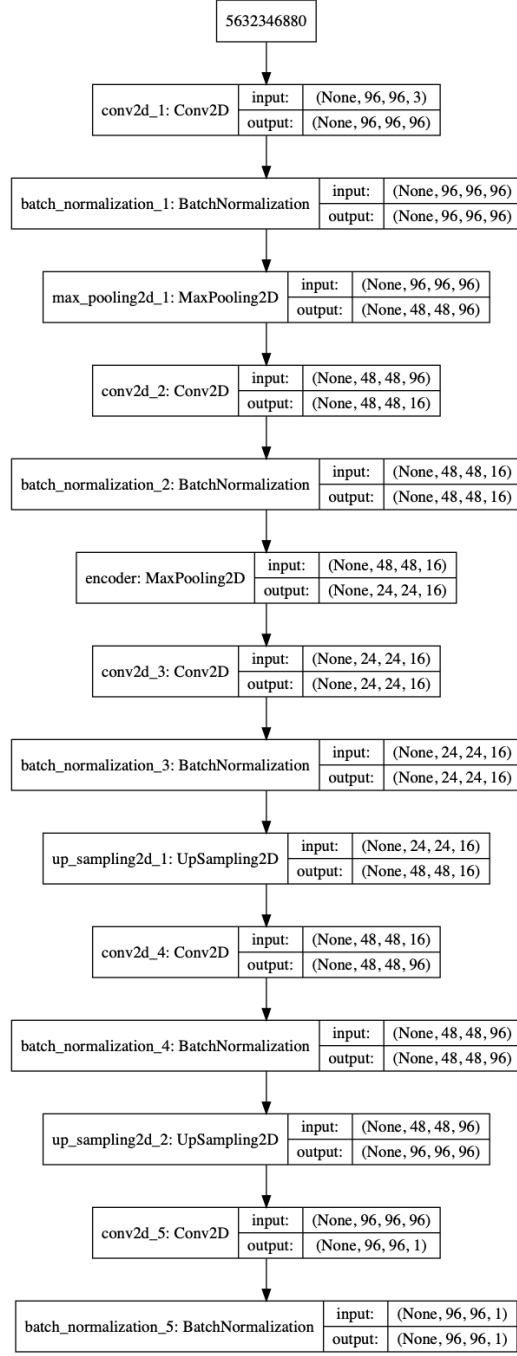 5632346880
conv2d_1: Conv2D input: (None, 96, 96, 3)
output: (None, 96, 96, 96)
batch_normalization_1: BatchNormalization input: (None, 96, 96, 96)
output: (None, 96, 96, 96)
max_pooling2d_1: MaxPooling2D input: (None, 96, 96, 96)
output: (None, 48, 48, 96)
conv2d_2: Conv2D input: (None, 48, 48, 96)
output: (None, 48, 48, 16)
batch_normalization_2: BatchNormalization input: (None, 48, 48, 16)
output: (None, 48, 48, 16)
encoder: MaxPooling2D input: (None, 48, 48, 16)
output: (None, 24, 24, 16)
conv2d_3: Conv2D input: (None, 24, 24, 16)
output: (None, 24, 24, 16)
batch_normalization_3: BatchNormalization input: (None, 24, 24, 16)
output: (None, 24, 24, 16)
up_sampling2d_1: UpSampling2D input: (None, 24, 24, 16)
output: (None, 48, 48, 16)
conv2d_4: Conv2D input: (None, 48, 48, 16)
output: (None, 48, 48, 96)
batch_normalization_4: BatchNormalization input: (None, 48, 48, 96)
output: (None, 48, 48, 96)
up_sampling2d_2: UpSampling2D input: (None, 48, 48, 96)
output: (None, 96, 96, 96)
conv2d_5: Conv2D input: (None, 96, 96, 96)
output: (None, 96, 96, 1)
batch_normalization_5: BatchNormalization input: (None, 96, 96, 1)
output: (None, 96, 96, 1)